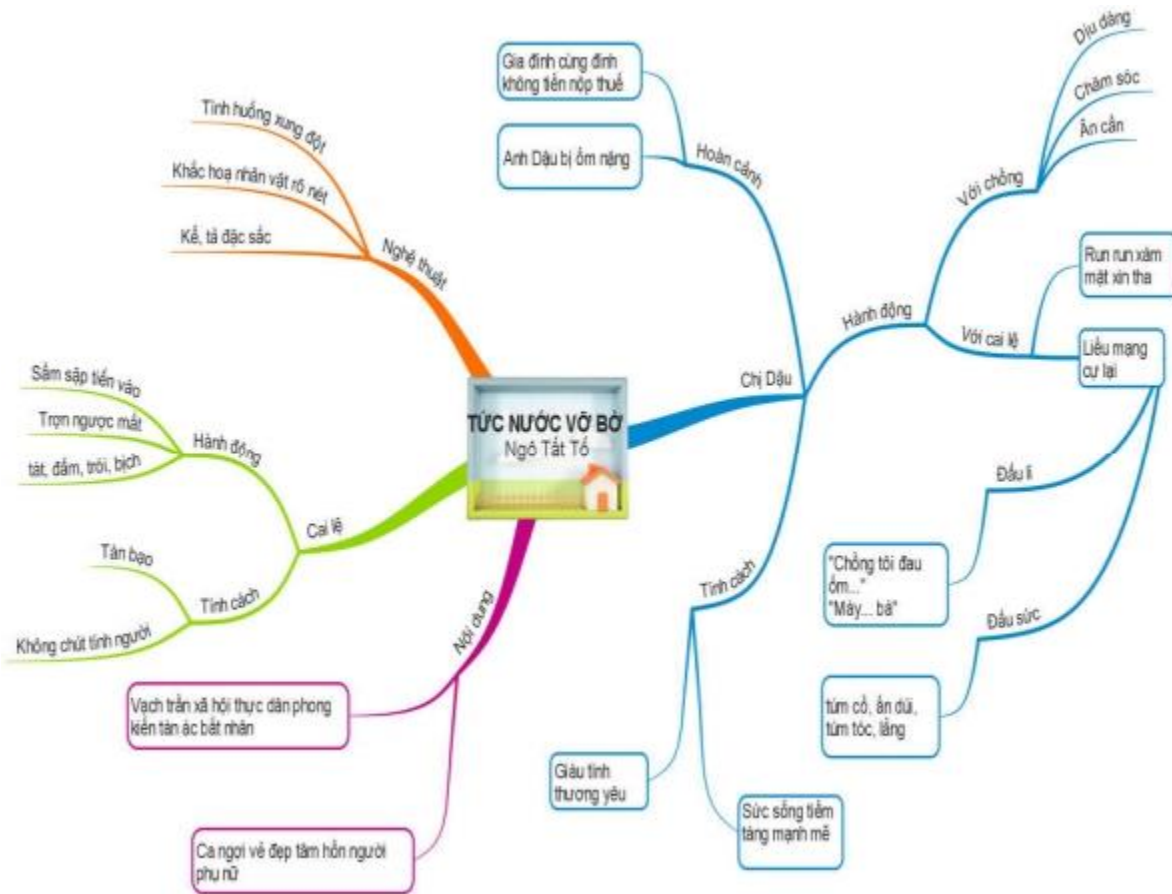 TỨC NƯỚC VỠ BỜ
Ngô Tất Tố
Nghệ thuật
Tình huống xung đột
Khắc hoạ nhân vật rõ nét
Kể, tả đặc sắc
Cai lệ
Hành động
Sầm sập tiến vào
Trợn ngược mắt
tát, đấm, trói, bịch
Tính cách
Tàn bạo
Không chút tính người
Nội dung
Vạch trần xã hội thực dân phong
kiến tàn ác bất nhân
Ca ngợi vẻ đẹp tâm hồn người
phụ nữ
Chị Dậu
Hoàn cảnh
Gia đình cùng đinh
không tiền nộp thuế
Anh Dậu bị ốm nặng
Hành động
Với chồng
Dịu dàng
Chăm sóc
Ân cần
Với cai lệ
Run run xám
mặt xin tha
Liều mạng
cự lại
Đấu lí
"Chồng tôi đau
ốm..."
"Mày... bà"
Đấu sức
túm cổ, ấn dúi,
túm tóc, lẳng
Tính cách
Giàu tình
thương yêu
Sức sống tiềm
tàng mạnh mẽ